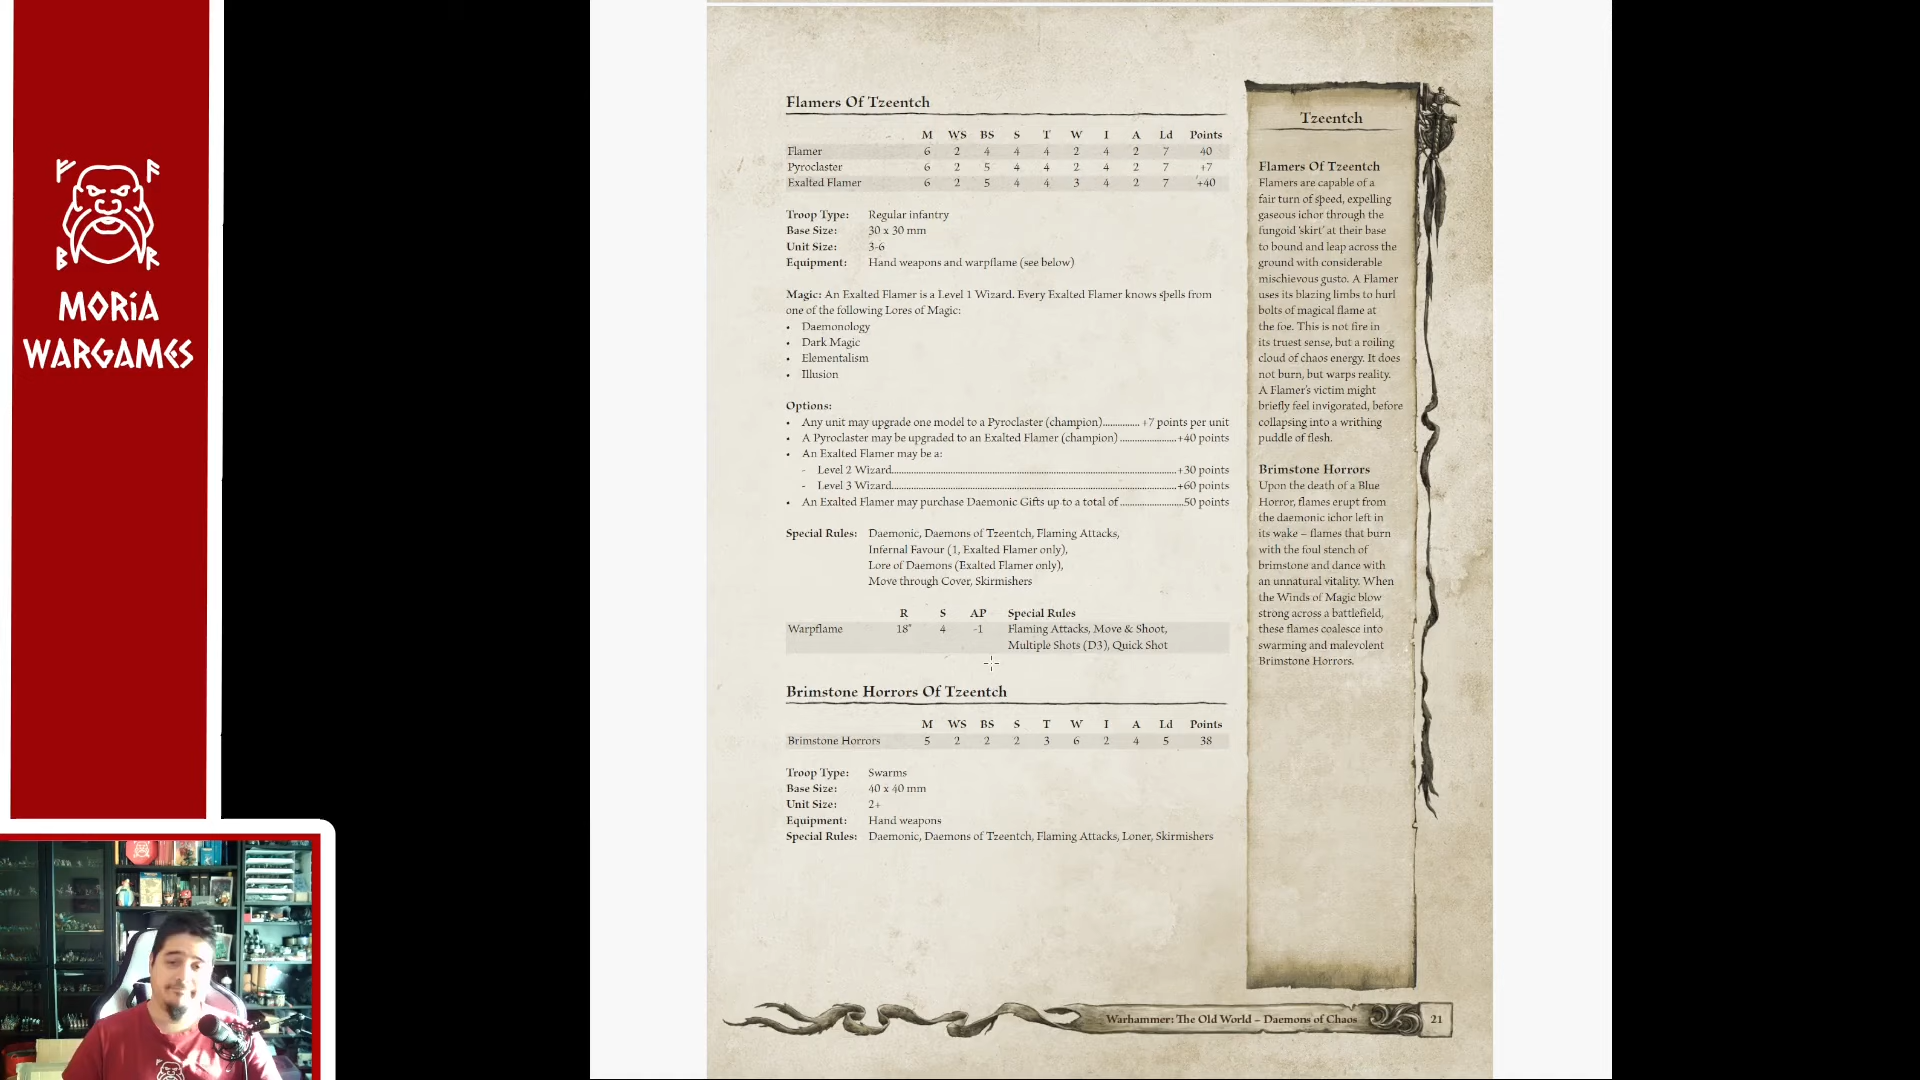 MORiA
WARGAMES
Flamers Of Tzeentch
M WS BS S T W I A Ld Points
Flamer 6 2 4 4 4 2 4 2 7 40
Pyroclaster 6 2 5 4 4 2 4 2 7 +7
Exalted Flamer 6 2 5 4 4 3 4 2 7 +40
Troop Type: Regular infantry
Base Size: 30 x 30 mm
Unit Size: 3-6
Equipment: Hand weapons and warpflame (see below)
Magic: An Exalted Flamer is a Level 1 Wizard. Every Exalted Flamer knows spells from
one of the following Lores of Magic:
• Daemonology
• Dark Magic
• Elementalism
• Illusion
Options:
• Any unit may upgrade one model to a Pyroclaster (champion)............... +7 points per unit
• A Pyroclaster may be upgraded to an Exalted Flamer (champion) ......................+40 points
• An Exalted Flamer may be a:
- Level 2 Wizard...............................................................................................+30 points
- Level 3 Wizard...............................................................................................+60 points
• An Exalted Flamer may purchase Daemonic Gifts up to a total of .........................50 points
Special Rules: Daemonic, Daemons of Tzeentch, Flaming Attacks,
Infernal Favour (1, Exalted Flamer only),
Lore of Daemons (Exalted Flamer only),
Move through Cover, Skirmishers
R S AP Special Rules
Warpflame 18" 4 -1 Flaming Attacks, Move & Shoot,
Multiple Shots (D3), Quick Shot
Brimstone Horrors Of Tzeentch
M WS BS S T W I A Ld Points
Brimstone Horrors 5 2 2 2 3 6 2 4 5 38
Troop Type: Swarms
Base Size: 40 x 40 mm
Unit Size: 2+
Equipment: Hand weapons
Special Rules: Daemonic, Daemons of Tzeentch, Flaming Attacks, Loner, Skirmishers
Tzeentch
Flamers Of Tzeentch
Flamers are capable of a
fair turn of speed, expelling
gaseous ichor through the
fungoid 'skirt' at their base
to bound and leap across the
ground with considerable
mischievous gusto. A Flamer
uses its blazing limbs to hurl
bolts of magical flame at
the foe. This is not fire in
its truest sense, but a roiling
cloud of chaos energy. It does
not burn, but warps reality.
A Flamer's victim might
briefly feel invigorated, before
collapsing into a writhing
puddle of flesh.
Brimstone Horrors
Upon the death of a Blue
Horror, flames erupt from
the daemonic ichor left in
its wake – flames that burn
with the foul stench of
brimstone and dance with
an unnatural vitality. When
the Winds of Magic blow
strong across a battlefield,
these flames coalesce into
swarming and malevolent
Brimstone Horrors.
Warhammer: The Old World – Daemons of Chaos 21